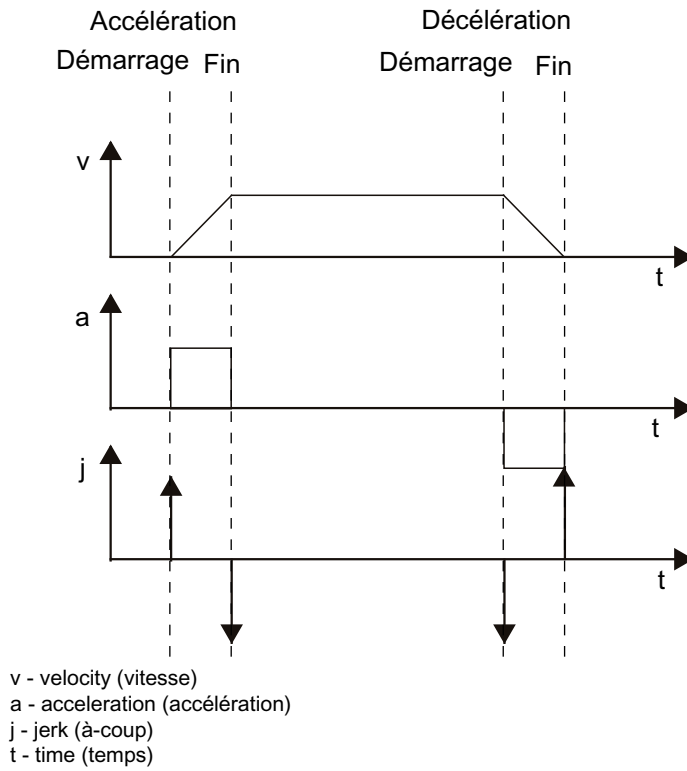 Accélération
Décélération
Démarrage Fin
Démarrage Fin
v
t
a
t
j
t
v - velocity (vitesse)
a - acceleration (accélération)
j - jerk (à-coup)
t - time (temps)